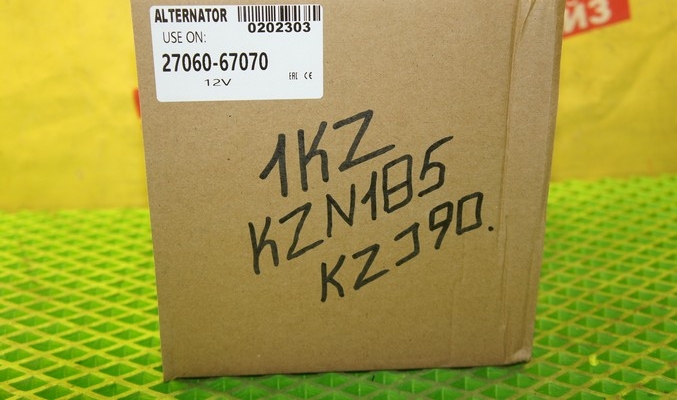 ALTERNATOR
0202303
USE ON:
27060-67070
12V
EAC CE
1KZ
KZN185
KZJ90.